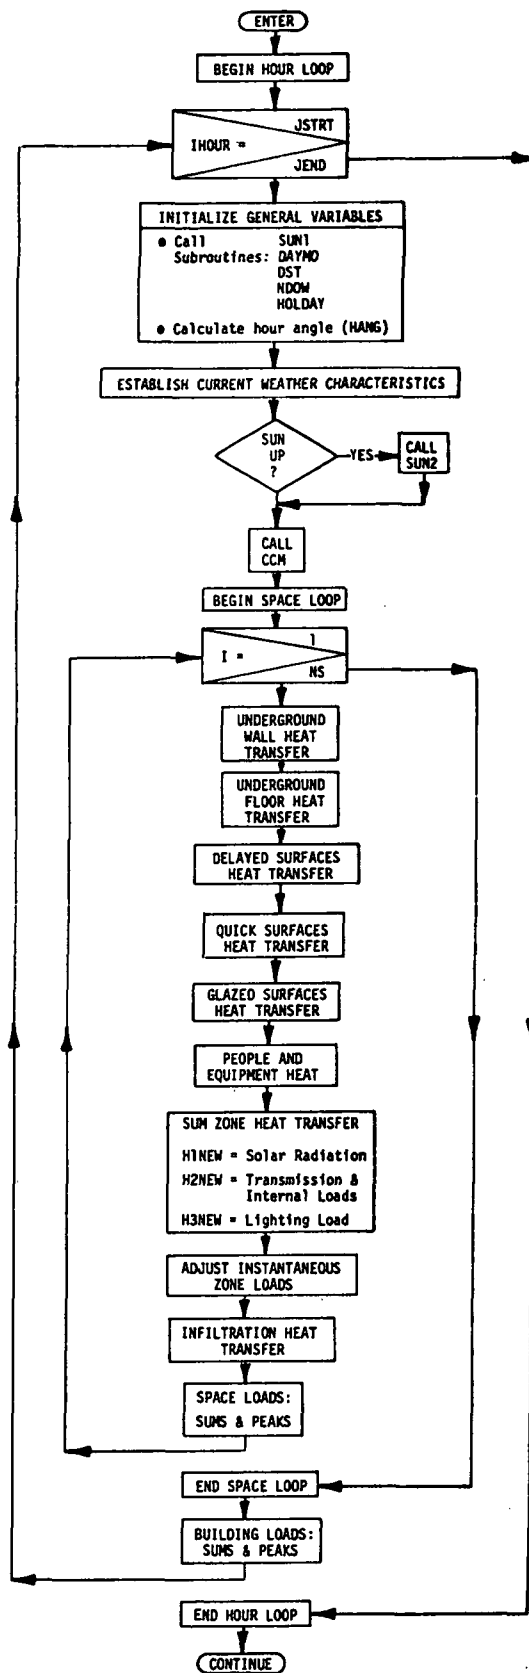 ENTER
BEGIN HOUR LOOP
JSTRT
IHOUR =
JEND
INITIALIZE GENERAL VARIABLES
● Call SUN1
Subroutines: DAYMO
DST
NDOW
HOLDAY
● Calculate hour angle (HANG)
ESTABLISH CURRENT WEATHER CHARACTERISTICS
SUN
UP
?
YES
CALL
SUN2
CALL
CCM
BEGIN SPACE LOOP
1
I =
NS
UNDERGROUND
WALL HEAT
TRANSFER
UNDERGROUND
FLOOR HEAT
TRANSFER
DELAYED SURFACES
HEAT TRANSFER
QUICK SURFACES
HEAT TRANSFER
GLAZED SURFACES
HEAT TRANSFER
PEOPLE AND
EQUIPMENT HEAT
SUM ZONE HEAT TRANSFER
H1NEW = Solar Radiation
H2NEW = Transmission &
Internal Loads
H3NEW = Lighting Load
ADJUST INSTANTANEOUS
ZONE LOADS
INFILTRATION HEAT
TRANSFER
SPACE LOADS:
SUMS & PEAKS
END SPACE LOOP
BUILDING LOADS:
SUMS & PEAKS
END HOUR LOOP
CONTINUE